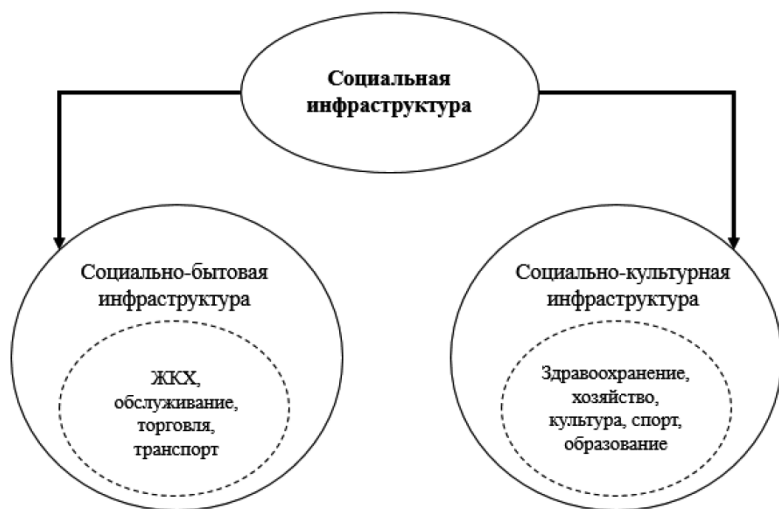 Социальная
инфраструктура
Социально-бытовая
инфраструктура
ЖКХ,
обслуживание,
торговля,
транспорт
Социально-культурная
инфраструктура
Здравоохранение,
хозяйство,
культура, спорт,
образование